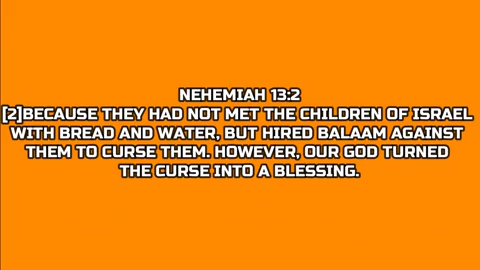 NEHEMIAH 13:2
[2]BECAUSE THEY HAD NOT MET THE CHILDREN OF ISRAEL
WITH BREAD AND WATER, BUT HIRED BALAAM AGAINST
THEM TO CURSE THEM. HOWEVER, OUR GOD TURNED
THE CURSE INTO A BLESSING.